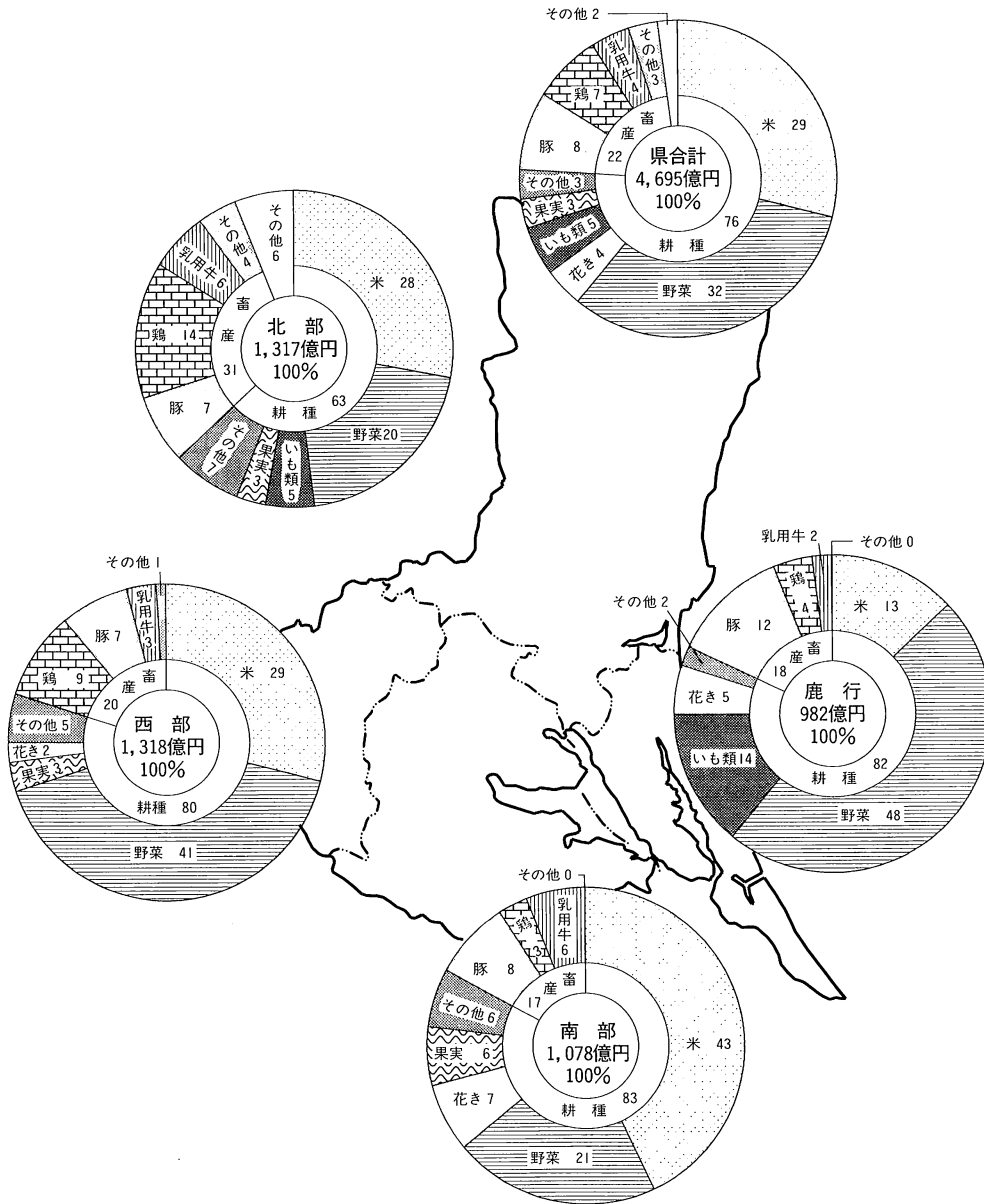 その他 2
その他 3
乳用牛 4
鶏 7
豚 8
その他 3
果実 3
いも類 5
花き 4
野菜 32
米 29
畜産 22
耕種 76
県合計
4,695億円
100%
その他 6
その他 4
乳用牛 6
鶏 14
豚 7
その他 7
果実 3
いも類 5
野菜20
米 28
畜産 31
耕種 63
北部
1,317億円
100%
その他 1
乳用牛 3
豚 7
鶏 9
その他 5
花き 2
果実 3
野菜 41
米 29
畜産 20
耕種 80
西部
1,318億円
100%
乳用牛 2
その他 0
鶏 4
豚 12
その他 2
花き 5
いも類 14
野菜 48
米 13
畜産 18
耕種 82
鹿行
982億円
100%
その他 0
乳用牛 6
鶏 3
豚 8
その他 6
果実 6
花き 7
野菜 21
米 43
畜産 17
耕種 83
南部
1,078億円
100%